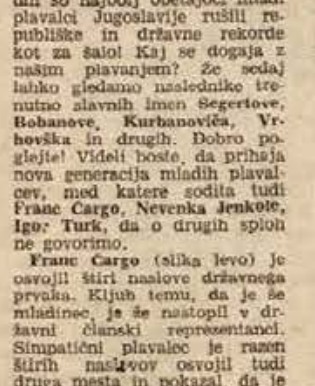 tan so najbolj obetajoči mladi
plavalci Jugoslavije rušili re-
publiške in državne rekorde
kot za šalo! Kaj se dogaja z
našim plavanjem? Že sedaj
lahko gledamo naslednike tre-
nutno slavnih imen Segertove,
Bobanove, Kurbanoviča, Vr-
hovška in drugih. Dobro po-
glejte! Videli boste, da prihaja
nova generacija mladih plaval-
cev, med katere sodita tudi
Franc Cargo, Nevenka Jenkole,
Igor Turk, da o drugih sploh
ne govorimo.
Franc Cargo (slika levo) je
osvojil štiri naslove državnega
prvaka. Kljub temu, da je še
mladinec, je že nastopil v dr-
žavni članski reprezentanci.
Simpatični plavalec je razen
štirih naslovov osvojil tudi
druga mesta in pokazal, da je